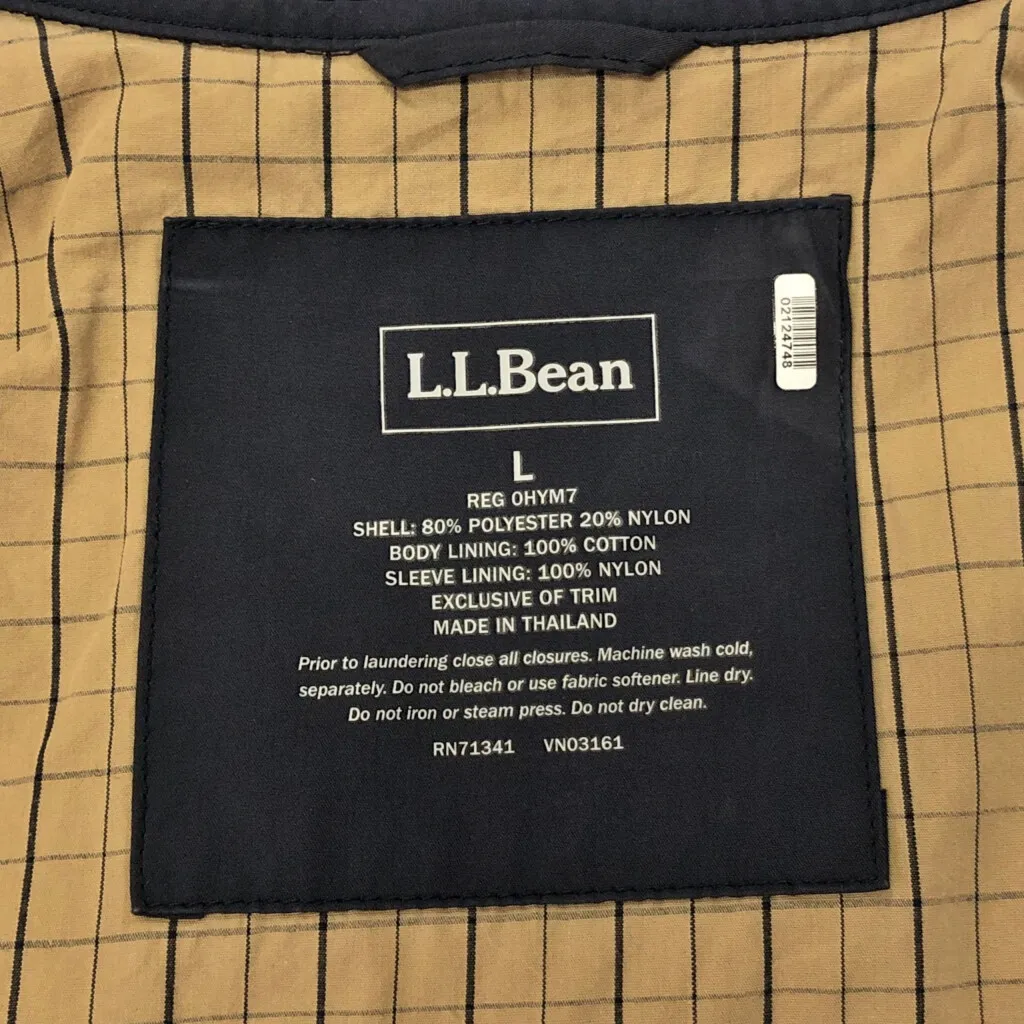 L.L.Bean
02124748
L
REG 0HYM7
SHELL: 80% POLYESTER 20% NYLON
BODY LINING: 100% COTTON
SLEEVE LINING: 100% NYLON
EXCLUSIVE OF TRIM
MADE IN THAILAND
Prior to laundering close all closures. Machine wash cold,
separately. Do not bleach or use fabric softener. Line dry.
Do not iron or steam press. Do not dry clean.
RN71341 VN03161